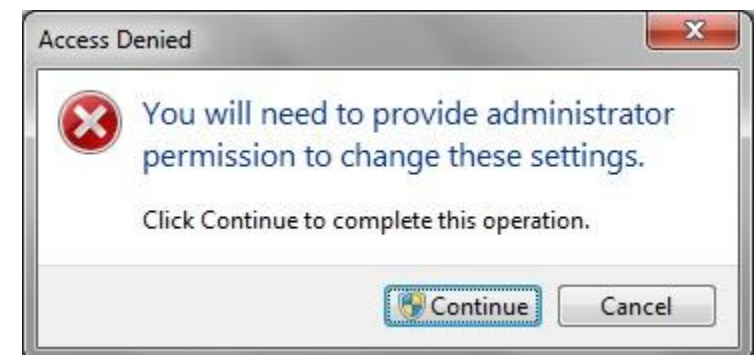 Access Denied
You will need to provide administrator
permission to change these settings.
Click Continue to complete this operation.
Continue
Cancel